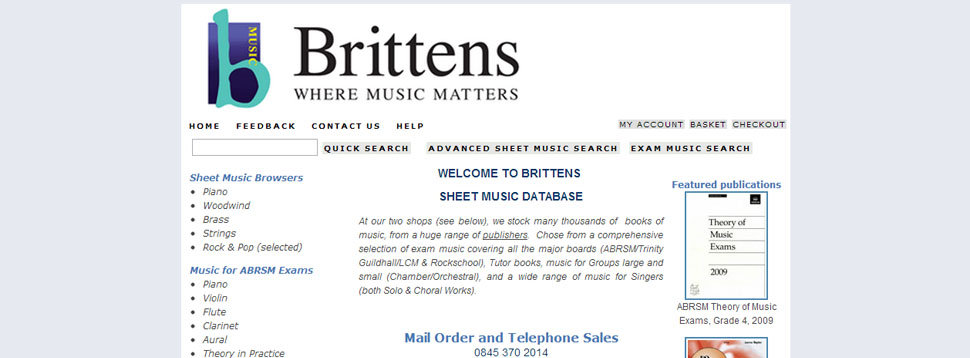 MUSIC
Brittens
WHERE MUSIC MATTERS
HOME FEEDBACK CONTACT US HELP
MY ACCOUNT BASKET CHECKOUT
QUICK SEARCH ADVANCED SHEET MUSIC SEARCH EXAM MUSIC SEARCH
Sheet Music Browsers
Piano
Woodwind
Brass
Strings
Rock & Pop (selected)
Music for ABRSM Exams
Piano
Violin
Flute
Clarinet
Aural
Theory in Practice
WELCOME TO BRITTENS
SHEET MUSIC DATABASE
At our two shops (see below), we stock many thousands of books of
music, from a huge range of publishers. Chose from a comprehensive
selection of exam music covering all the major boards (ABRSM/Trinity
Guildhall/LCM & Rockschool), Tutor books, music for Groups large and
small (Chamber/Orchestral), and a wide range of music for Singers
(both Solo & Choral Works).
Mail Order and Telephone Sales
0845 370 2014
Featured publications
Theory of
Music
Exams
2009
ABRSM Theory of Music
Exams, Grade 4, 2009